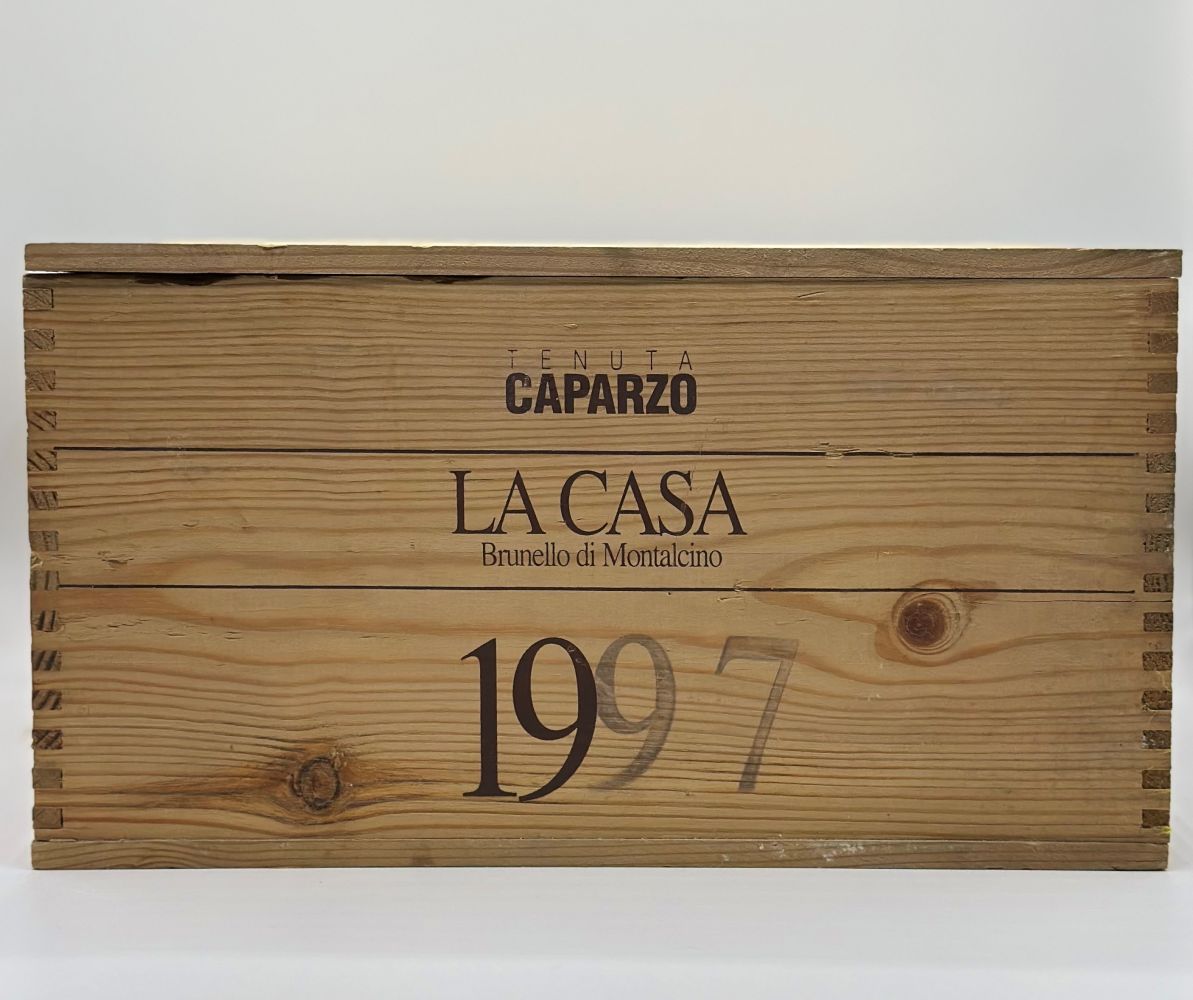 TENUTA
CAPARZO
LA CASA
Brunello di Montalcino
1997